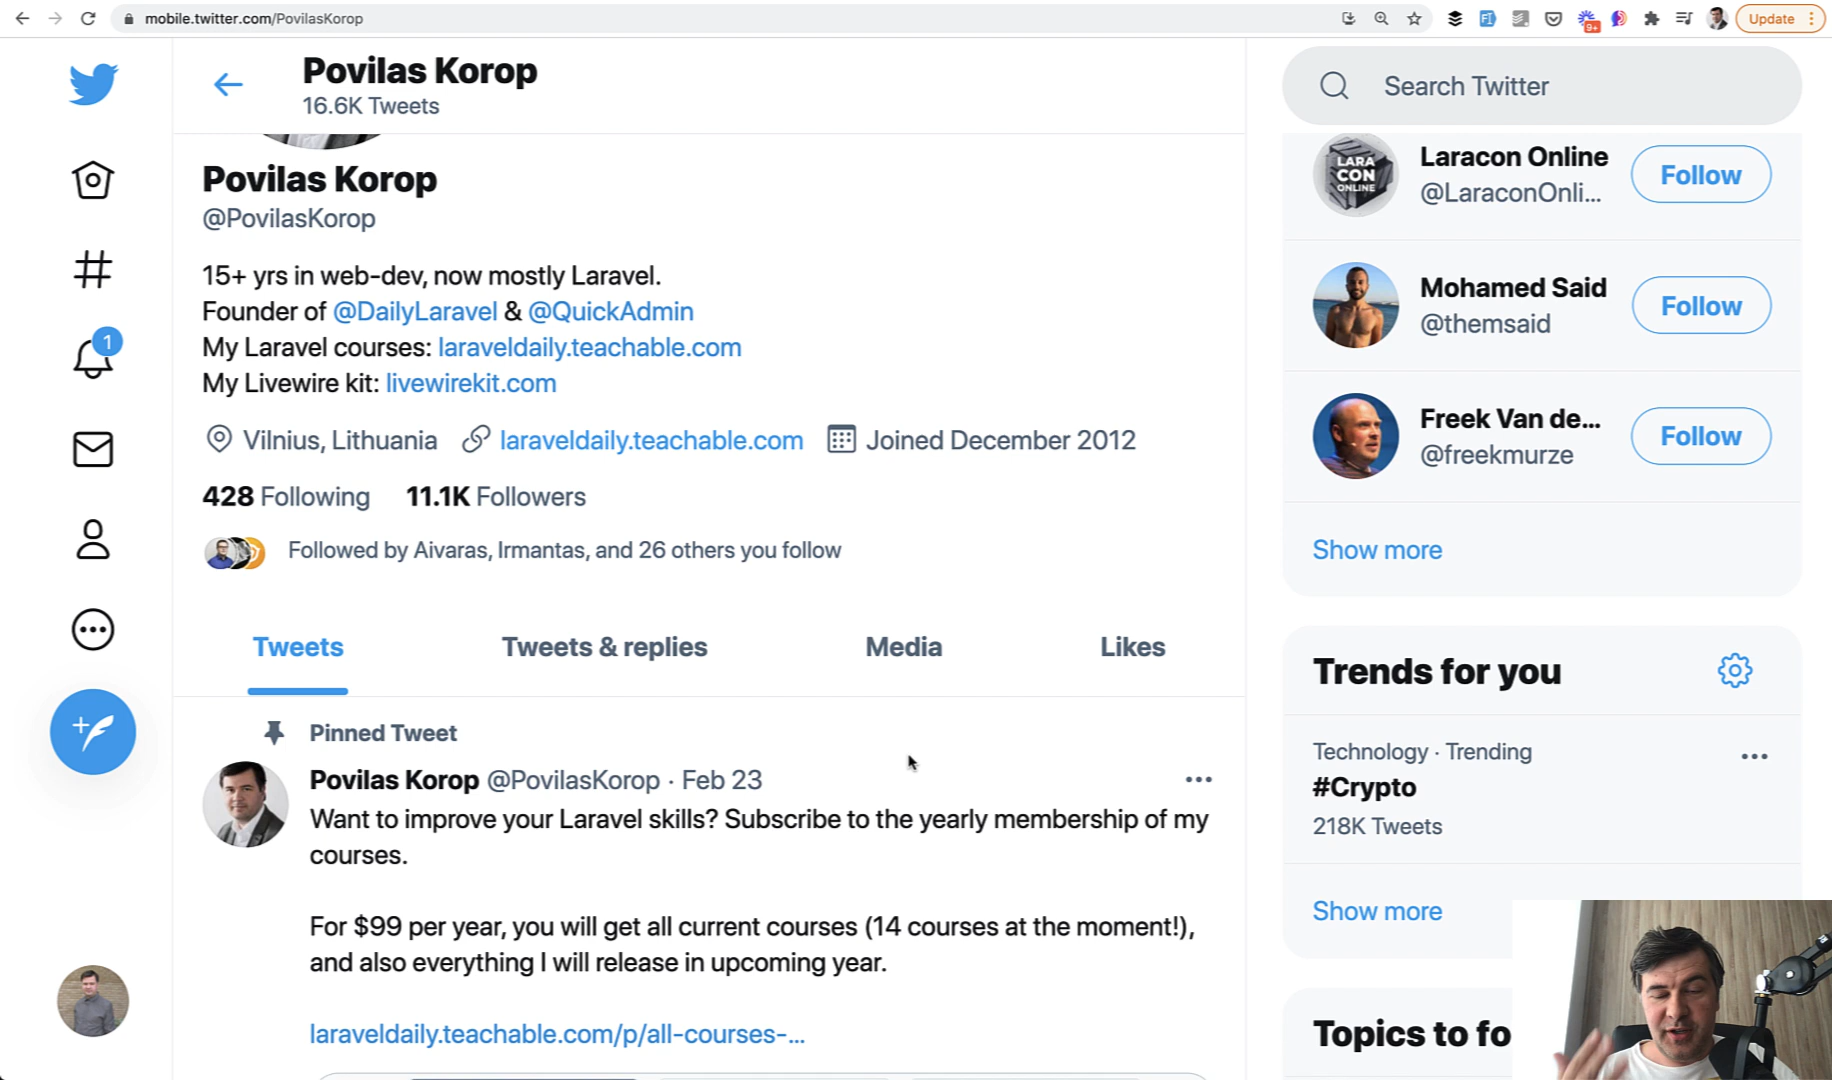 mobile.twitter.com/PovilasKorop
9+
Update
Povilas Korop
16.6K Tweets
Search Twitter
Povilas Korop
@PovilasKorop
15+ yrs in web-dev, now mostly Laravel.
Founder of @DailyLaravel & @QuickAdmin
My Laravel courses: laraveldaily.teachable.com
My Livewire kit: livewirekit.com
Vilnius, Lithuania laraveldaily.teachable.com Joined December 2012
428 Following 11.1K Followers
Followed by Aivaras, Irmantas, and 26 others you follow
1
Tweets Tweets & replies Media Likes
Pinned Tweet
Povilas Korop @PovilasKorop · Feb 23
Want to improve your Laravel skills? Subscribe to the yearly membership of my
courses.
For $99 per year, you will get all current courses (14 courses at the moment!),
and also everything I will release in upcoming year.
laraveldaily.teachable.com/p/all-courses-...
LARA
CON
ONLINE
Laracon Online
@LaraconOnli...
Follow
Mohamed Said
@themsaid
Follow
Freek Van de...
@freekmurze
Follow
Show more
Trends for you
Technology · Trending
#Crypto
218K Tweets
Show more
Topics to fo